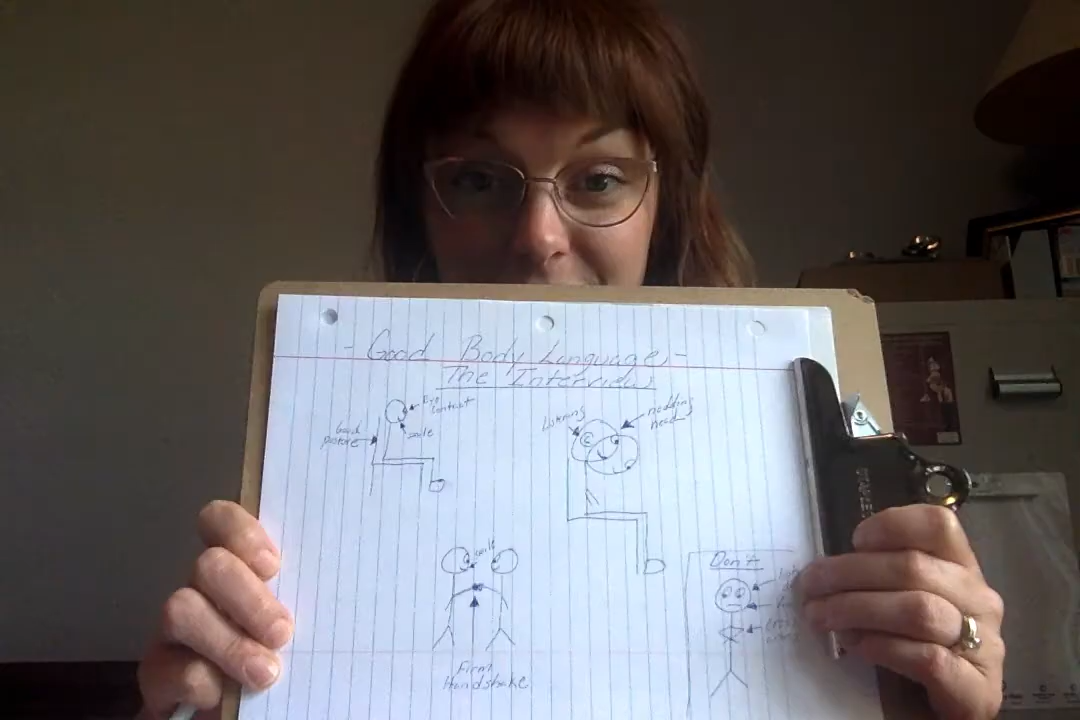 - Good Body Language, -
The Interview,
Eye
contact
Good
posture
smile
Listening
nodding
head
smile
Firm
Handshake
Don't